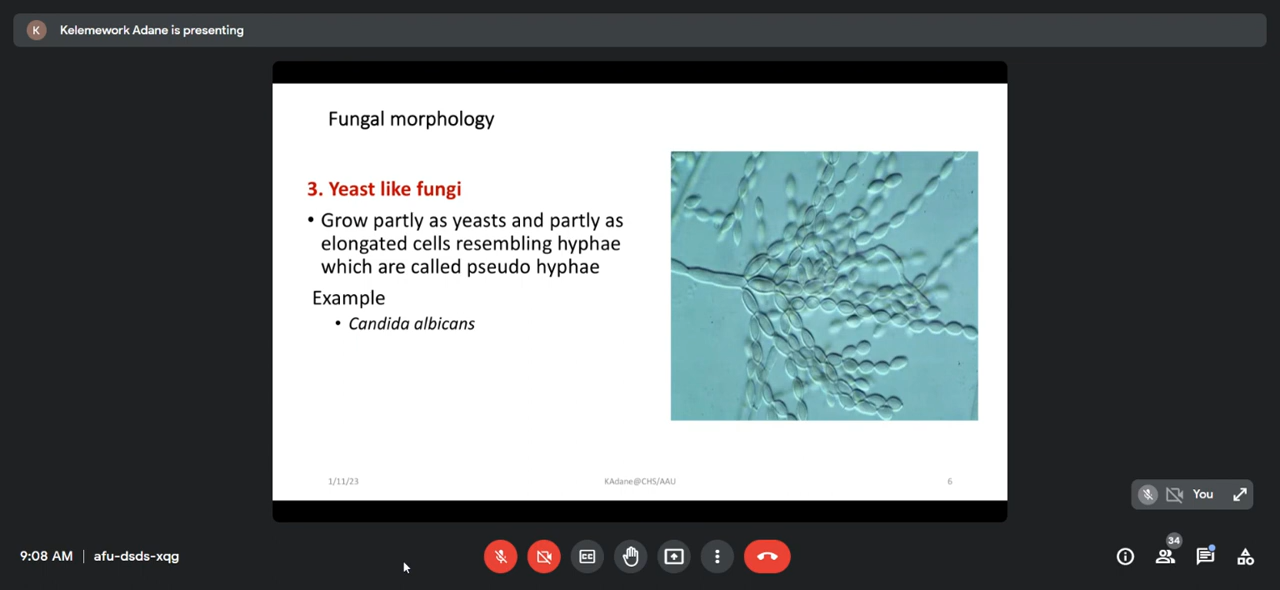 K
Kelemework Adane is presenting
Fungal morphology
3. Yeast like fungi
• Grow partly as yeasts and partly as
elongated cells resembling hyphae
which are called pseudo hyphae
Example
• Candida albicans
1/11/23
KAdane@CHS/AAU
6
You
9:08 AM | afu-dsds-xqg
CC
34